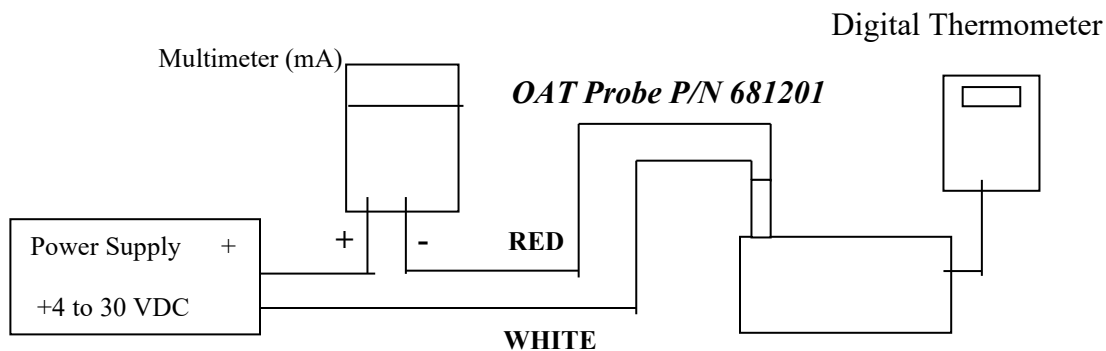 Digital Thermometer
Multimeter (mA)
OAT Probe P/N 681201
Power Supply +
+ -
RED
+4 to 30 VDC
WHITE